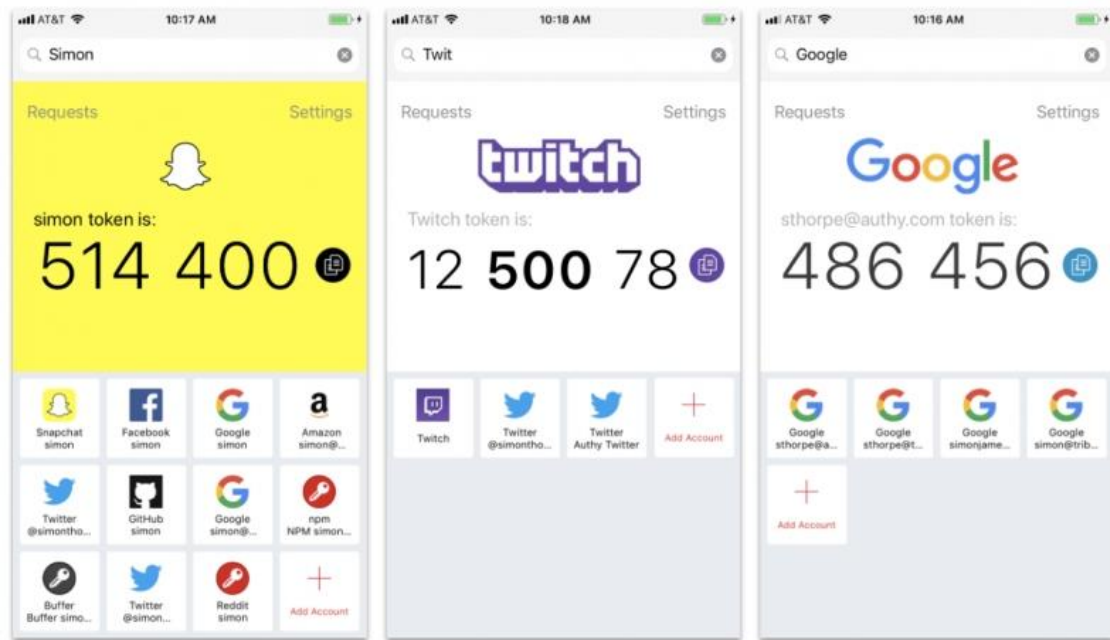 AT&T 10:17 AM
Simon
Requests Settings
simon token is:
514 400
Snapchat
simon
Facebook
simon
Google
simon
Amazon
simon@...
Twitter
@simontho...
GitHub
simon
Google
simon@...
npm
NPM simon...
Buffer
Buffer simo...
Twitter
@simon...
Reddit
simon
Add Account
AT&T 10:18 AM
Twit
Requests Settings
twitch
Twitch token is:
12 500 78
Twitch
Twitter
@simontho...
Twitter
Authy Twitter
Add Account
AT&T 10:16 AM
Google
Requests Settings
Google
sthorpe@authy.com token is:
486 456
Google
sthorpe@a...
Google
sthorpe@t...
Google
simonjame...
Google
simon@trib...
Add Account